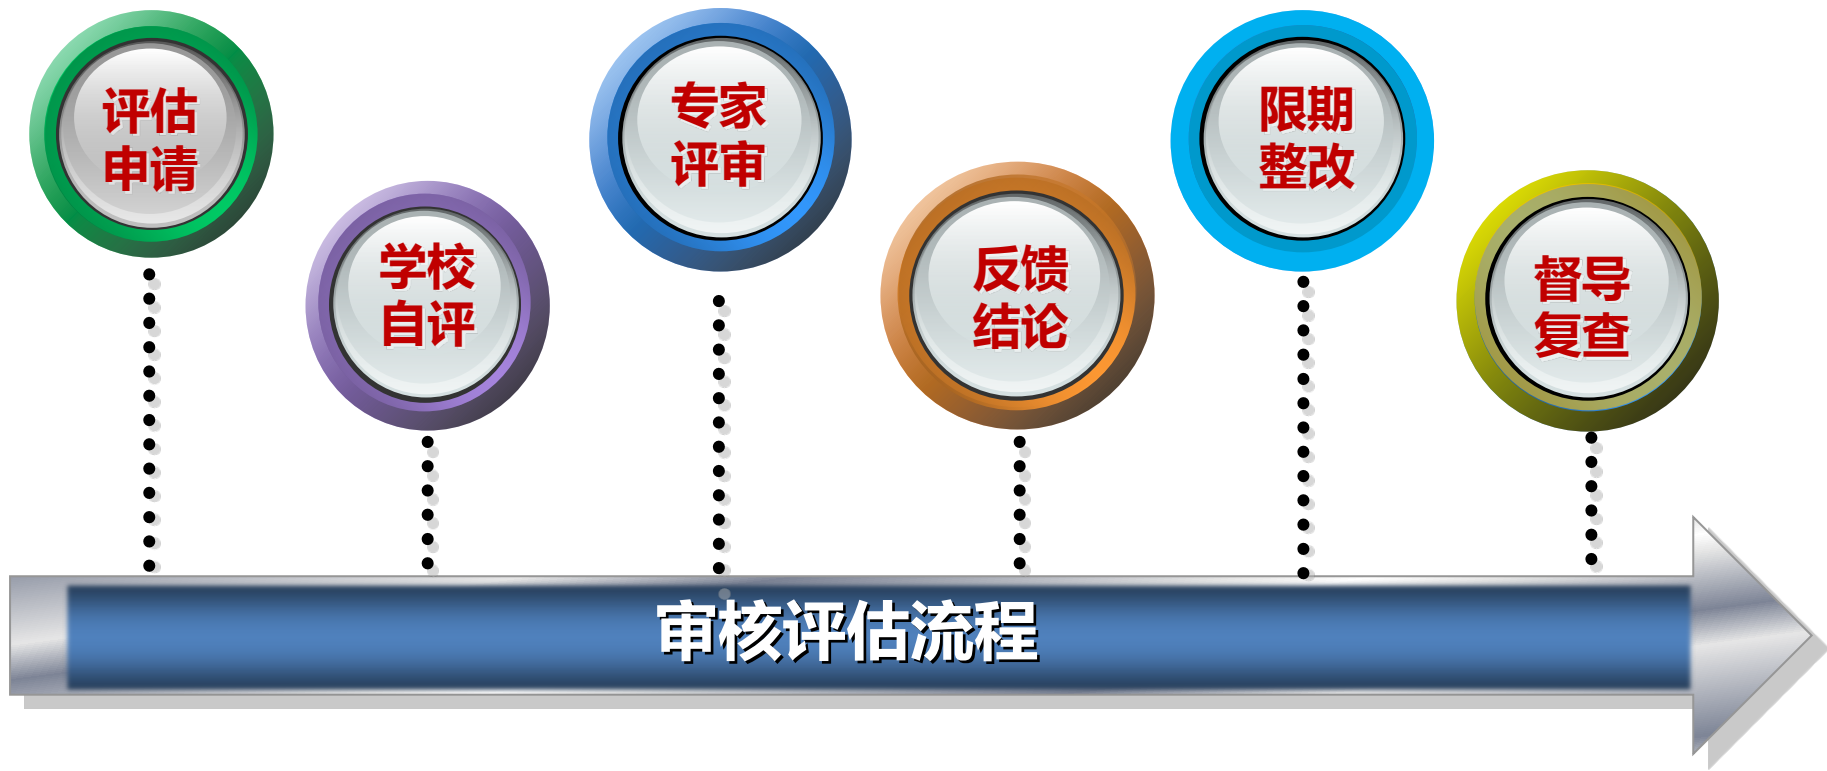 评估
申请
学校
自评
专家
评审
反馈
结论
限期
整改
督导
复查
审核评估流程